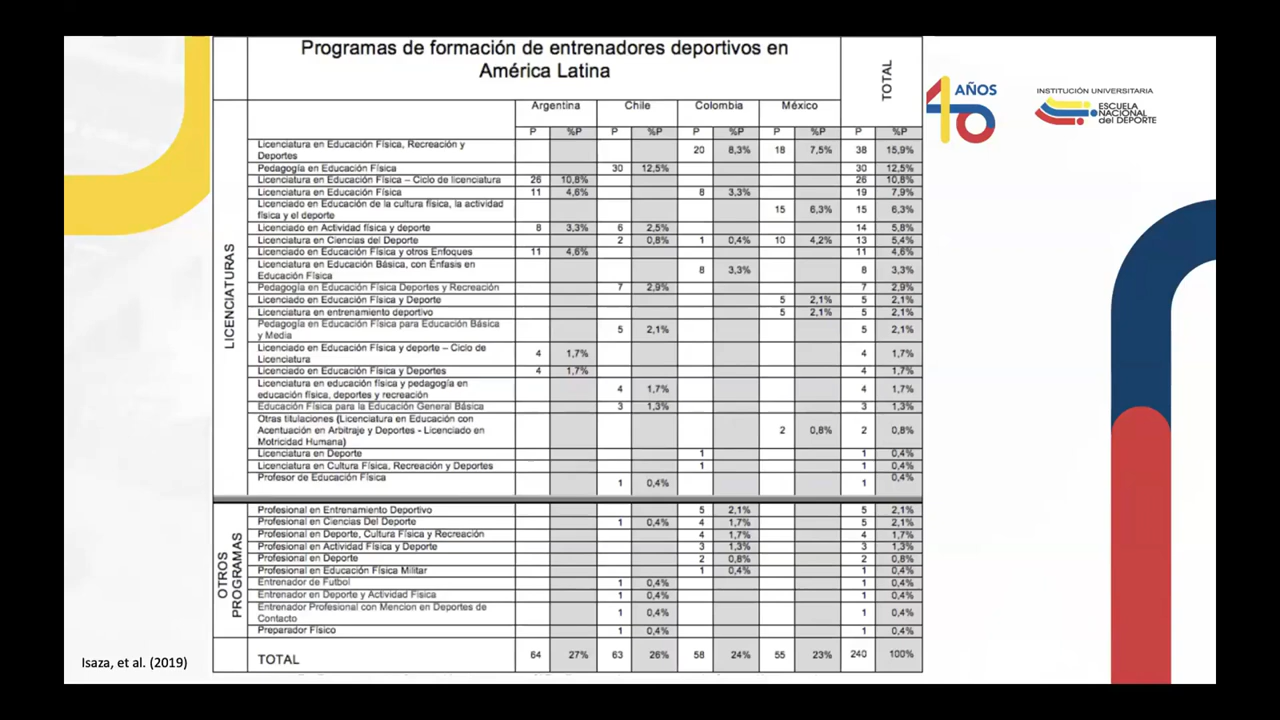 Programas de formación de entrenadores deportivos en
América Latina
TOTAL
Argentina Chile Colombia México
P %P P %P P %P P %P P %P
LICENCIATURAS
Licenciatura en Educación Física, Recreación y
Deportes 20 8,3% 18 7,5% 38 15,9%
Pedagogía en Educación Física 30 12,5% 30 12,5%
Licenciatura en Educación Física – Ciclo de licenciatura 26 10,8% 26 10,8%
Licenciatura en Educación Física 11 4,6% 8 3,3% 19 7,9%
Licenciado en Educación de la cultura física, la actividad
física y el deporte 15 6,3% 15 6,3%
Licenciado en Actividad física y deporte 8 3,3% 6 2,5% 14 5,8%
Licenciatura en Ciencias del Deporte 2 0,8% 1 0,4% 10 4,2% 13 5,4%
Licenciado en Educación Física y otros Enfoques 11 4,6% 11 4,6%
Licenciatura en Educación Básica, con Énfasis en
Educación Física 8 3,3% 8 3,3%
Pedagogía en Educación Física Deportes y Recreación 7 2,9% 7 2,9%
Licenciado en Educación Física y Deporte 5 2,1% 5 2,1%
Licenciatura en entrenamiento deportivo 5 2,1% 5 2,1%
Pedagogía en Educación Física para Educación Básica
y Media 5 2,1% 5 2,1%
Licenciado en Educación Física y deporte – Ciclo de
Licenciatura 4 1,7% 4 1,7%
Licenciado en Educación Física y Deportes 4 1,7% 4 1,7%
Licenciatura en educación física y pedagogía en
educación física, deportes y recreación 4 1,7% 4 1,7%
Educación Física para la Educación General Básica 3 1,3% 3 1,3%
Otras titulaciones (Licenciatura en Educación con
Acentuación en Arbitraje y Deportes - Licenciado en
Motricidad Humana) 2 0,8% 2 0,8%
Licenciatura en Deporte 1 1 0,4%
Licenciatura en Cultura Física, Recreación y Deportes 1 1 0,4%
Profesor de Educación Física 1 0,4% 1 0,4%
OTROS
PROGRAMAS
Profesional en Entrenamiento Deportivo 5 2,1% 5 2,1%
Profesional en Ciencias Del Deporte 1 0,4% 4 1,7% 5 2,1%
Profesional en Deporte, Cultura Física y Recreación 4 1,7% 4 1,7%
Profesional en Actividad Física y Deporte 3 1,3% 3 1,3%
Profesional en Deporte 2 0,8% 2 0,8%
Profesional en Educación Física Militar 1 0,4% 1 0,4%
Entrenador de Futbol 1 0,4% 1 0,4%
Entrenador en Deporte y Actividad Física 1 0,4% 1 0,4%
Entrenador Profesional con Mencion en Deportes de
Contacto 1 0,4% 1 0,4%
Preparador Físico 1 0,4% 1 0,4%
TOTAL 64 27% 63 26% 58 24% 55 23% 240 100%
40 AÑOS
INSTITUCIÓN UNIVERSITARIA
ESCUELA
NACIONAL
del DEPORTE
Isaza, et al. (2019)